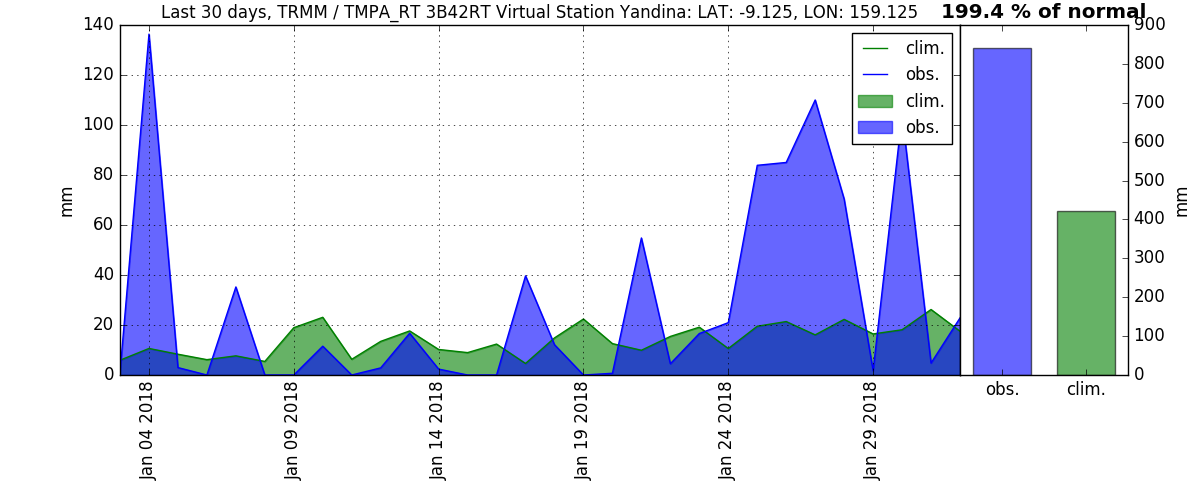 Last 30 days, TRMM / TMPA_RT 3B42RT Virtual Station Yandina: LAT: -9.125, LON: 159.125
199.4 % of normal
140
120
100
80
60
40
20
0
mm
clim.
obs.
clim.
obs.
900
800
700
600
500
400
300
200
100
0
mm
Jan 04 2018
Jan 09 2018
Jan 14 2018
Jan 19 2018
Jan 24 2018
Jan 29 2018
obs.
clim.